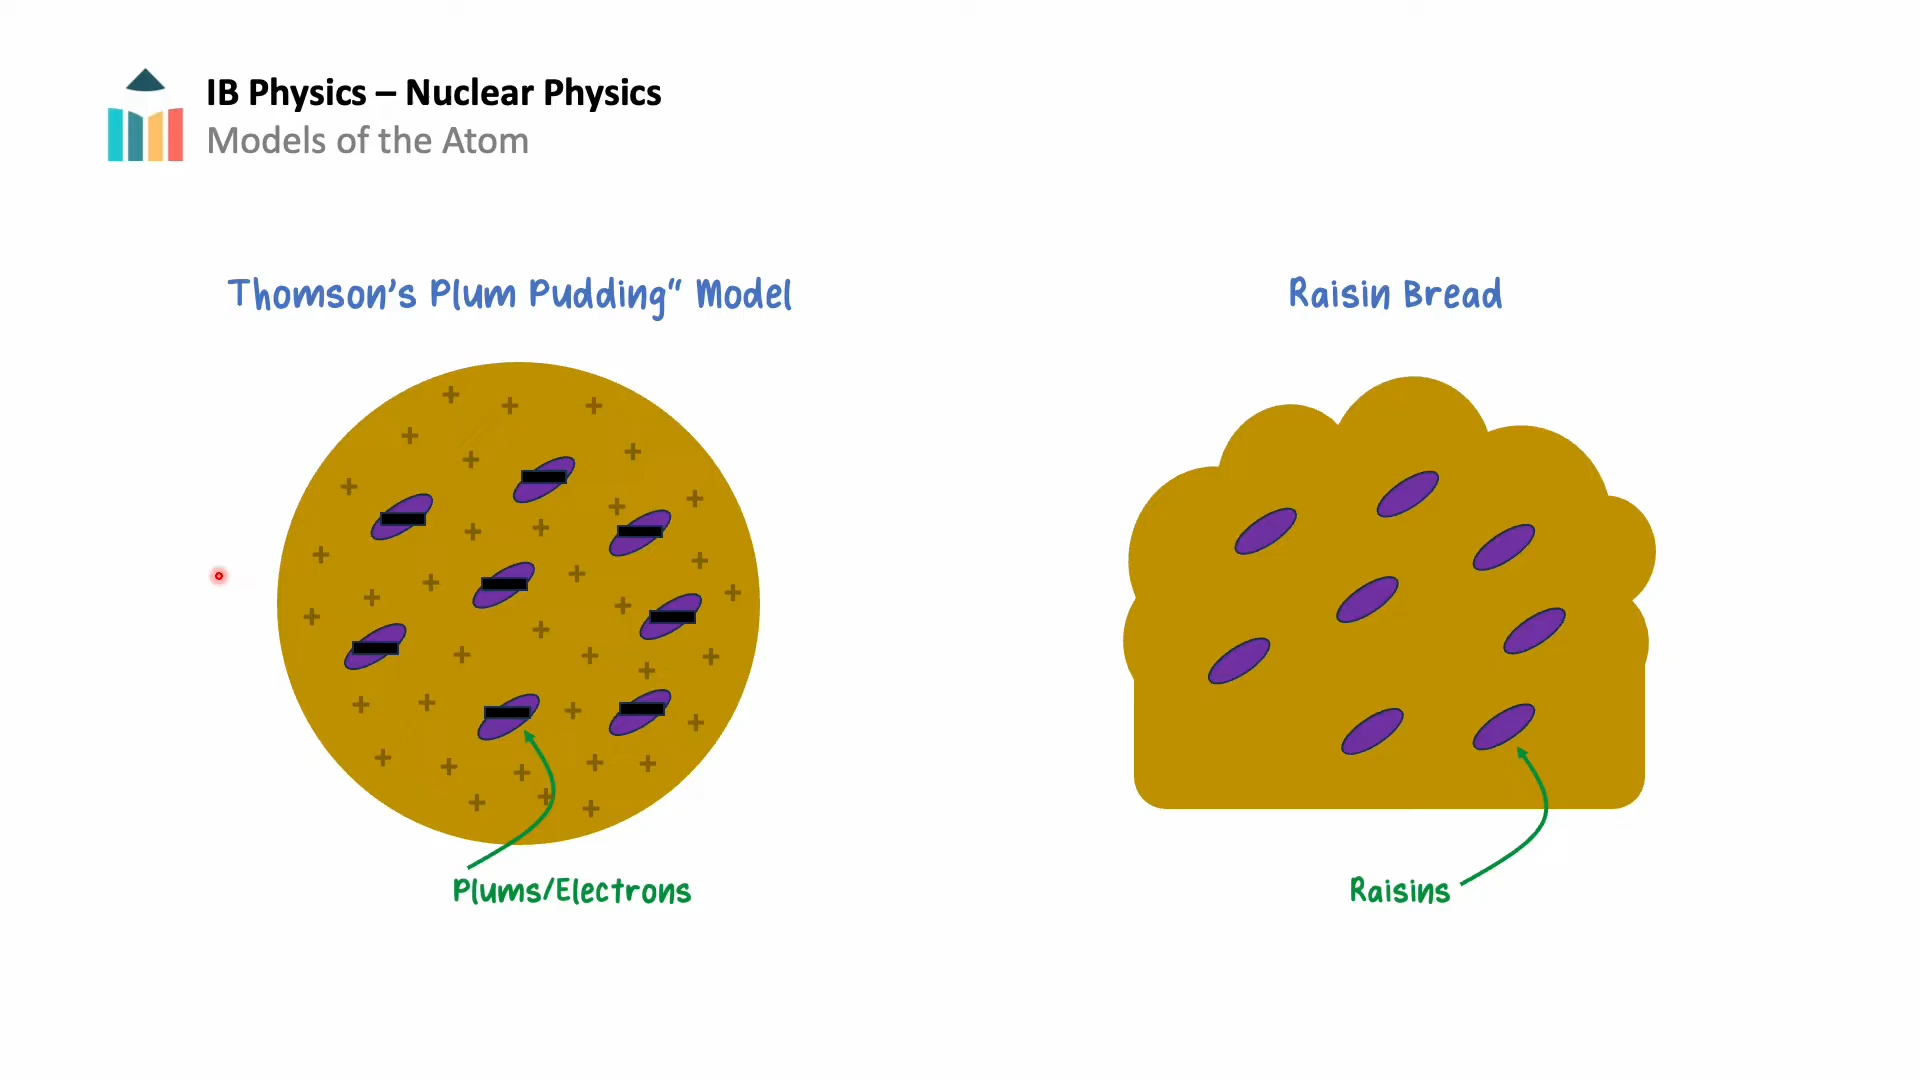 IB Physics – Nuclear Physics
Models of the Atom
Thomson's Plum Pudding" Model
Raisin Bread
Plums/Electrons
Raisins